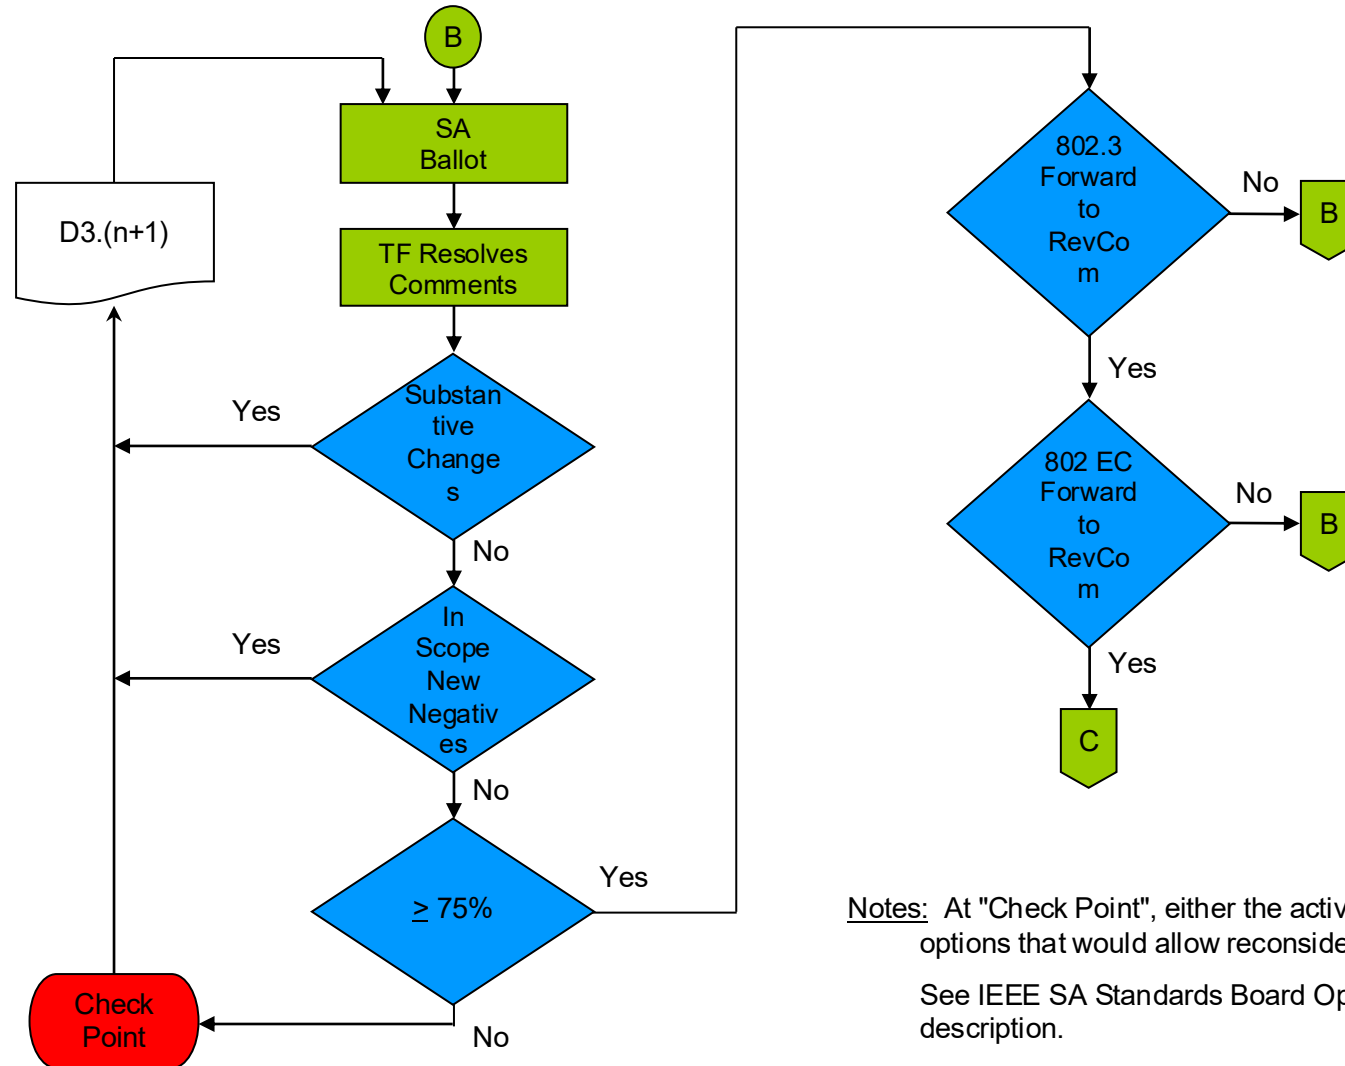 B
SA
Ballot
D3.(n+1)
TF Resolves
Comments
Yes
Substan
tive
Change
s
No
Yes
In
Scope
New
Negativ
es
No
≥ 75%
Yes
No
Check
Point
802.3
Forward
to
RevCo
m
No
B
Yes
802 EC
Forward
to
RevCo
m
No
B
Yes
C
Notes: At "Check Point", either the activ
options that would allow reconside
See IEEE SA Standards Board Op
description.